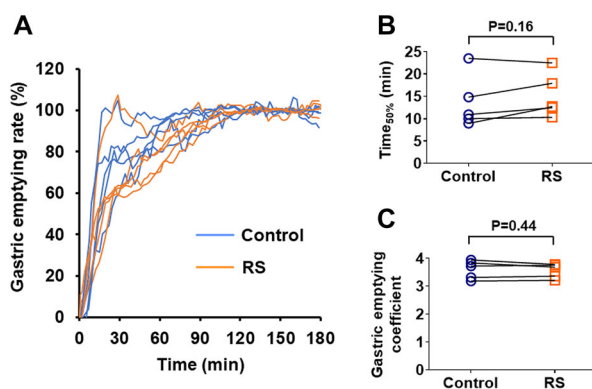 A
Gastric emptying rate (%)
120
100
80
60
40
20
0
0 30 60 90 120 150 180
Time (min)
Control
RS
B
P=0.16
Time50% (min)
25
20
15
10
5
0
Control RS
C
P=0.44
Gastric emptying
coefficient
4
3
2
1
0
Control RS